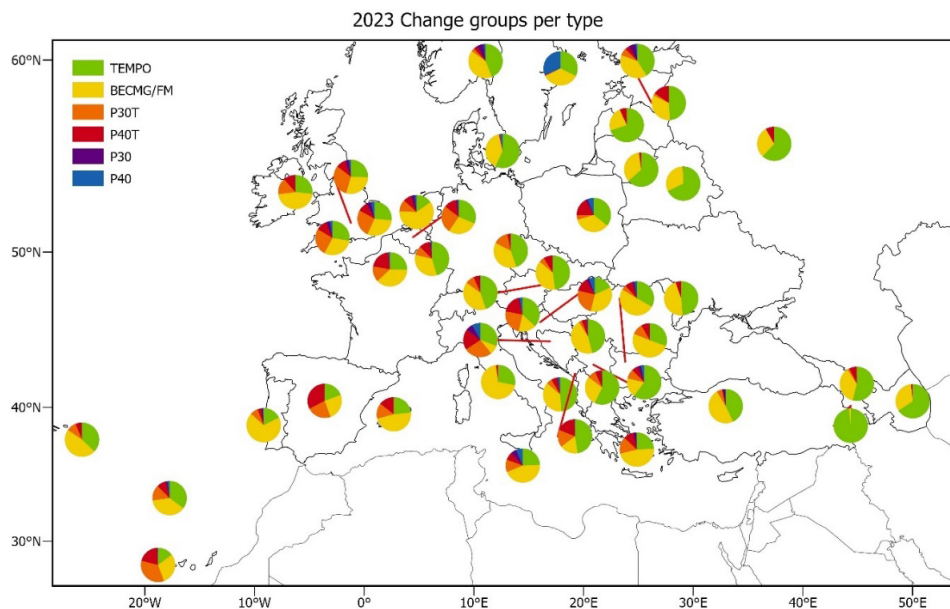 2023 Change groups per type
60°N
50°N
40°N
30°N
TEMPO
BECMG/FM
P30T
P40T
P30
P40
20°W
10°W
0°
10°E
20°E
30°E
40°E
50°E